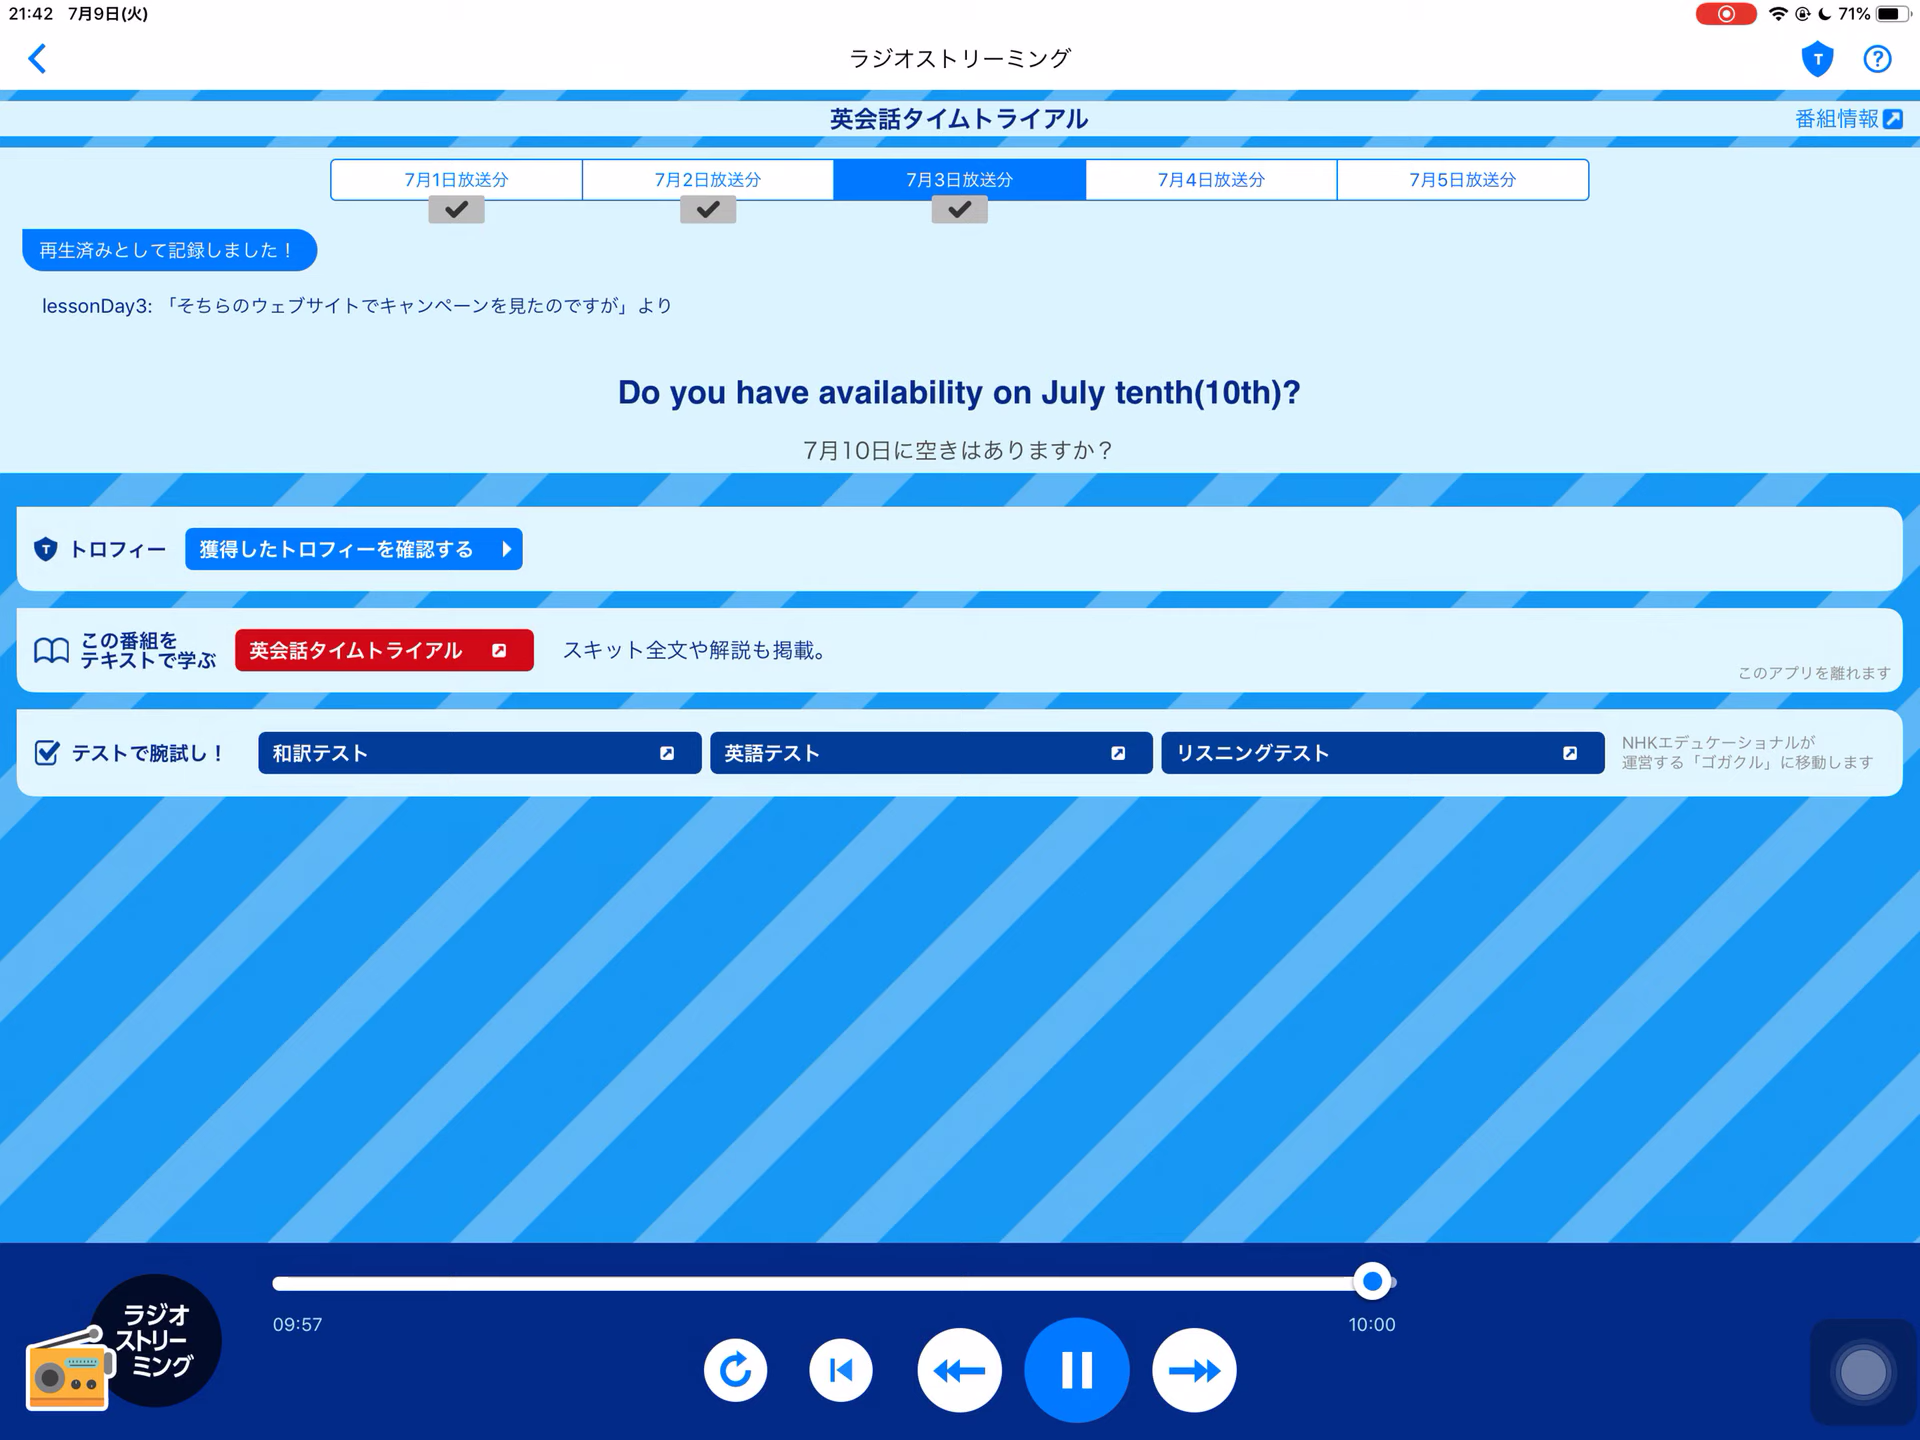 21:42 7月9日(火)
71%
ラジオストリーミング
T
?
英会話タイムトライアル
番組情報
7月1日放送分
7月2日放送分
7月3日放送分
7月4日放送分
7月5日放送分
再生済みとして記録しました！
lessonDay3: 「そちらのウェブサイトでキャンペーンを見たのですが」より
Do you have availability on July tenth(10th)?
7月10日に空きはありますか？
T トロフィー
獲得したトロフィーを確認する
この番組を
テキストで学ぶ
英会話タイムトライアル
スキット全文や解説も掲載。
このアプリを離れます
テストで腕試し！
和訳テスト
英語テスト
リスニングテスト
NHKエデュケーショナルが
運営する「ゴガクル」に移動します
ラジオ
ストリー
ミング
09:57
10:00